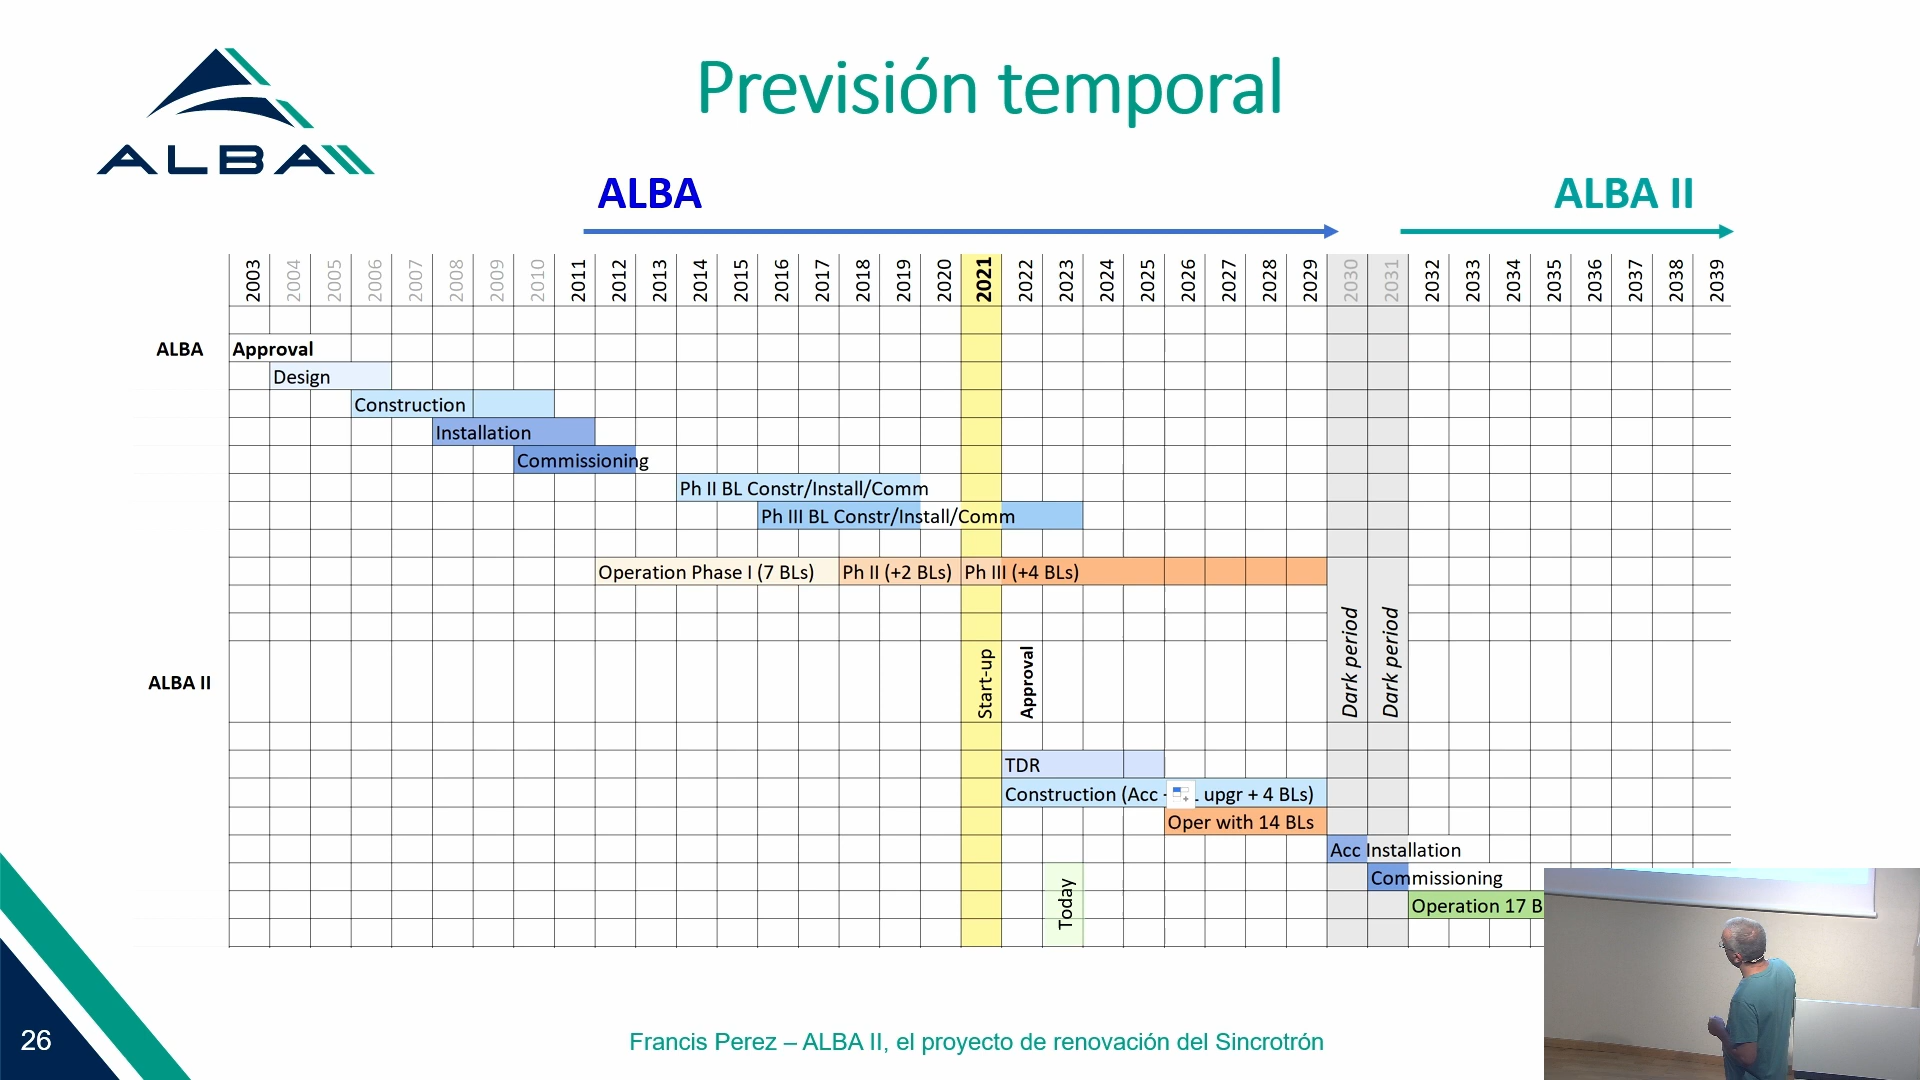 Previsión temporal
ALBA
ALBA
ALBA II
2003 2004 2005 2006 2007 2008 2009 2010 2011 2012 2013 2014 2015 2016 2017 2018 2019 2020 2021 2022 2023 2024 2025 2026 2027 2028 2029 2030 2031 2032 2033 2034 2035 2036 2037 2038 2039
ALBA Approval
Design
Construction
Installation
Commissioning
Ph II BL Constr/Install/Comm
Ph III BL Constr/Install/Comm
Operation Phase I (7 BLs) Ph II (+2 BLs) Ph III (+4 BLs)
ALBA II Start-up Approval Dark period Dark period
TDR
Construction (Acc upgr + 4 BLs)
Oper with 14 BLs
Acc Installation
Commissioning
Today
Operation 17 B
26
Francis Perez – ALBA II, el proyecto de renovación del Sincrotrón